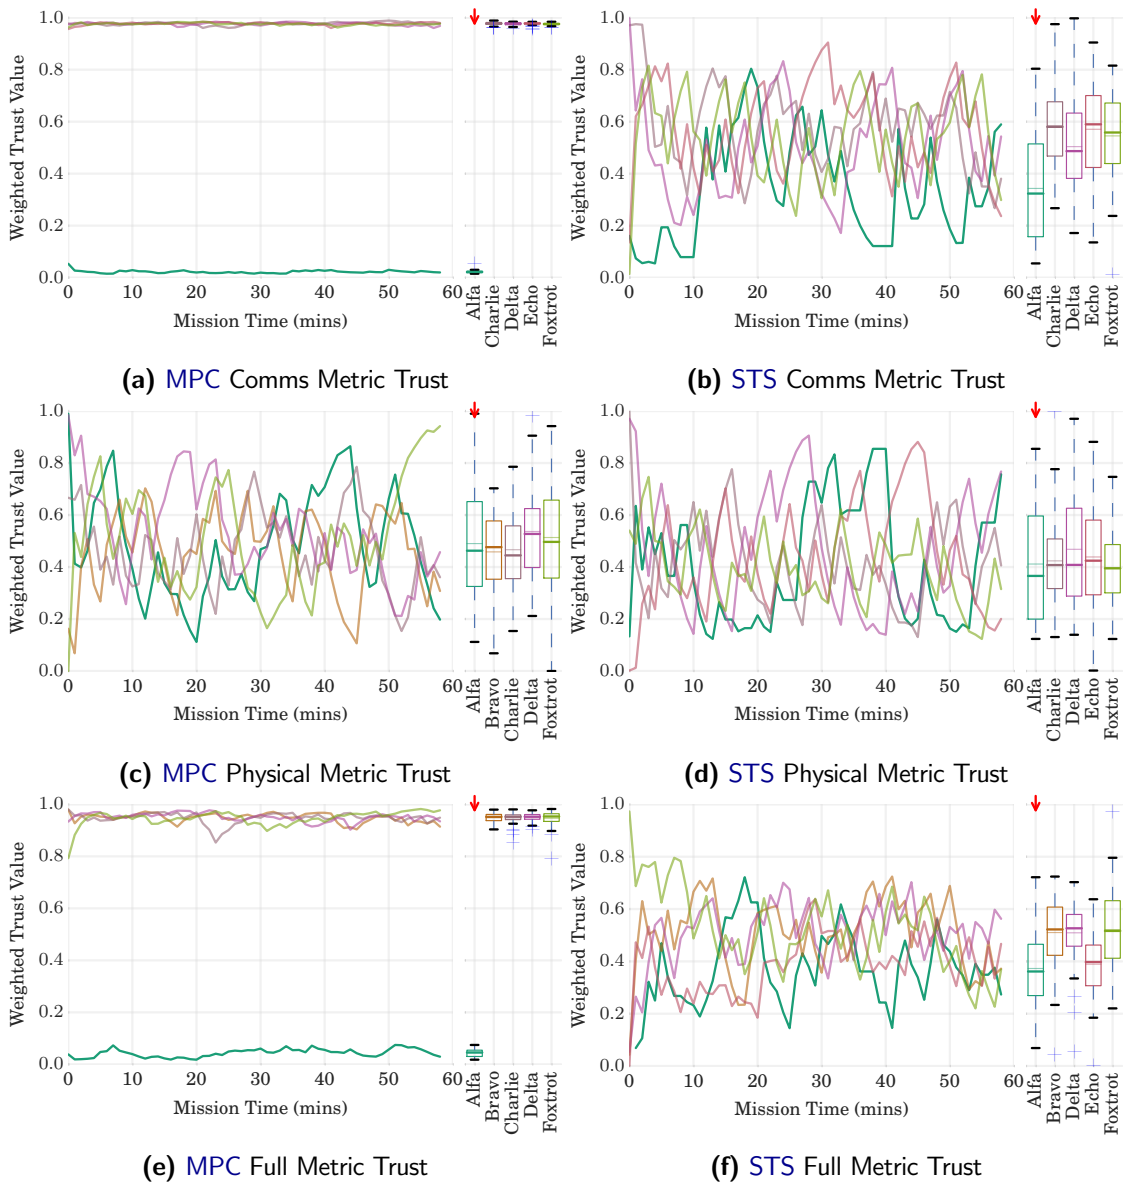 1.0
0.8
0.6
0.4
0.2
0.0
Weighted Trust Value
0 10 20 30 40 50 60
Mission Time (mins)
Alfa
Charlie
Delta
Echo
Foxtrot
(a) MPC Comms Metric Trust
1.0
0.8
0.6
0.4
0.2
0.0
Weighted Trust Value
0 10 20 30 40 50 60
Mission Time (mins)
Alfa
Charlie
Delta
Echo
Foxtrot
(b) STS Comms Metric Trust
1.0
0.8
0.6
0.4
0.2
0.0
Weighted Trust Value
0 10 20 30 40 50 60
Mission Time (mins)
Alfa
Bravo
Charlie
Delta
Foxtrot
(c) MPC Physical Metric Trust
1.0
0.8
0.6
0.4
0.2
0.0
Weighted Trust Value
0 10 20 30 40 50 60
Mission Time (mins)
Alfa
Charlie
Delta
Echo
Foxtrot
(d) STS Physical Metric Trust
1.0
0.8
0.6
0.4
0.2
0.0
Weighted Trust Value
0 10 20 30 40 50 60
Mission Time (mins)
Alfa
Bravo
Charlie
Delta
Foxtrot
(e) MPC Full Metric Trust
1.0
0.8
0.6
0.4
0.2
0.0
Weighted Trust Value
0 10 20 30 40 50 60
Mission Time (mins)
Alfa
Bravo
Delta
Echo
Foxtrot
(f) STS Full Metric Trust